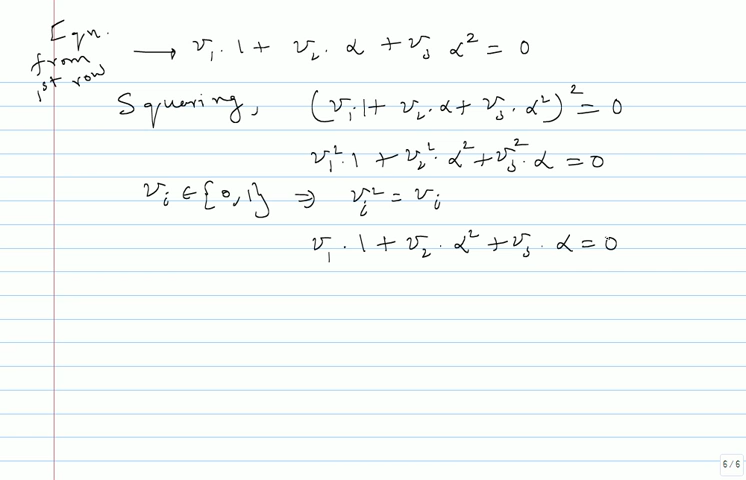 Eqn. from 1st row → v₁ · 1 + v₂ · α + v₃ α² = 0
Squaring, (v₁ · 1 + v₂ · α + v₃ · α²)² = 0
v₁² · 1 + v₂² · α² + v₃² · α = 0
vᵢ ∈ {0,1} ⇒ vᵢ² = vᵢ
v₁ · 1 + v₂ · α² + v₃ · α = 0
6 / 6